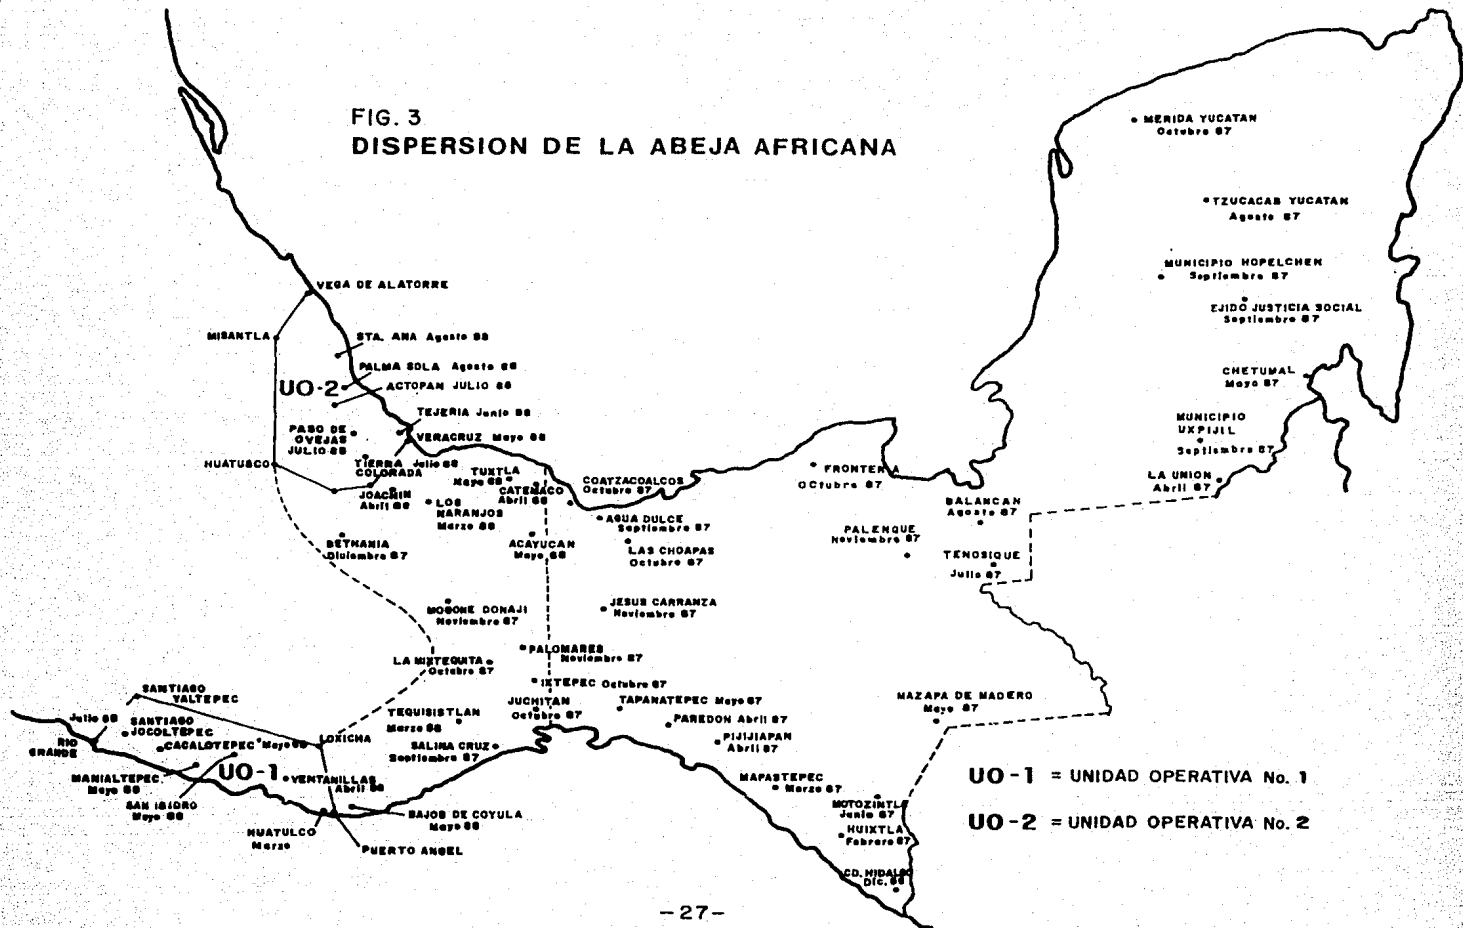 FIG. 3
DISPERSION DE LA ABEJA AFRICANA
MERIDA YUCATAN
Octubre 87
TZUCACAB YUCATAN
Agosto 87
MUNICIPIO HOPELCHEN
Septiembre 87
EJIDO JUSTICIA SOCIAL
Septiembre 87
CHETUMAL
Mayo 87
MUNICIPIO
UXPIJIL
Septiembre 87
LA UNION
Abril 87
VEGA DE ALATORRE
MISANTLA
STA. ANA Agosto 88
PALMA SOLA Agosto 88
UO-2
ACTOPAN JULIO 88
TEJERIA Junio 88
PASO DE
OVEJAS
JULIO 88
VERACRUZ Mayo 88
HUATUSCO
TIERRA Julio 88
COLORADA
TUXTLA
Mayo 88
JOACHIN
Abril 88
CATEMACO
Abril 88
COATZACOALCOS
Octubre 87
LOS
NARANJOS
Marzo 88
AGUA DULCE
Septiembre 87
FRONTERA
OCtubre 87
BALANCAN
Agosto 87
BETHANIA
Diciembre 87
ACAYUCAN
Mayo 88
LAS CHOAPAS
Octubre 87
PALENQUE
Noviembre 87
TENOSIQUE
Julio 87
MOGONE DONAJI
Noviembre 87
JESUS CARRANZA
Noviembre 87
LA MIXTEQUITA
Octubre 87
PALOMARES
Noviembre 87
IXTEPEC Octubre 87
SANTIAGO
YALTEPEC
JUCHITAN
Octubre 87
TAPANATEPEC Mayo 87
MAZAPA DE MADERO
Mayo 87
Julio 88
RIO
GRANDE
SANTIAGO
JOCOLTEPEC
TEQUISISTLAN
Marzo 88
PAREDON Abril 87
CACALOTEPEC Mayo 88
LOXICHA
SALINA CRUZ
Septiembre 87
PIJIJIAPAN
Abril 87
MANIALTEPEC
Mayo 88
UO-1
VENTANILLAS
Abril 88
MAPASTEPEC
Marzo 87
UO-1 = UNIDAD OPERATIVA No. 1
SAN ISIDRO
Mayo 88
BAJOS DE COYULA
Mayo 88
MOTOZINTLA
Junio 87
UO-2 = UNIDAD OPERATIVA No. 2
HUATULCO
Marzo
HUIXTLA
Febrero 87
PUERTO ANGEL
CD. HIDALGO
Dic. 86
-27-